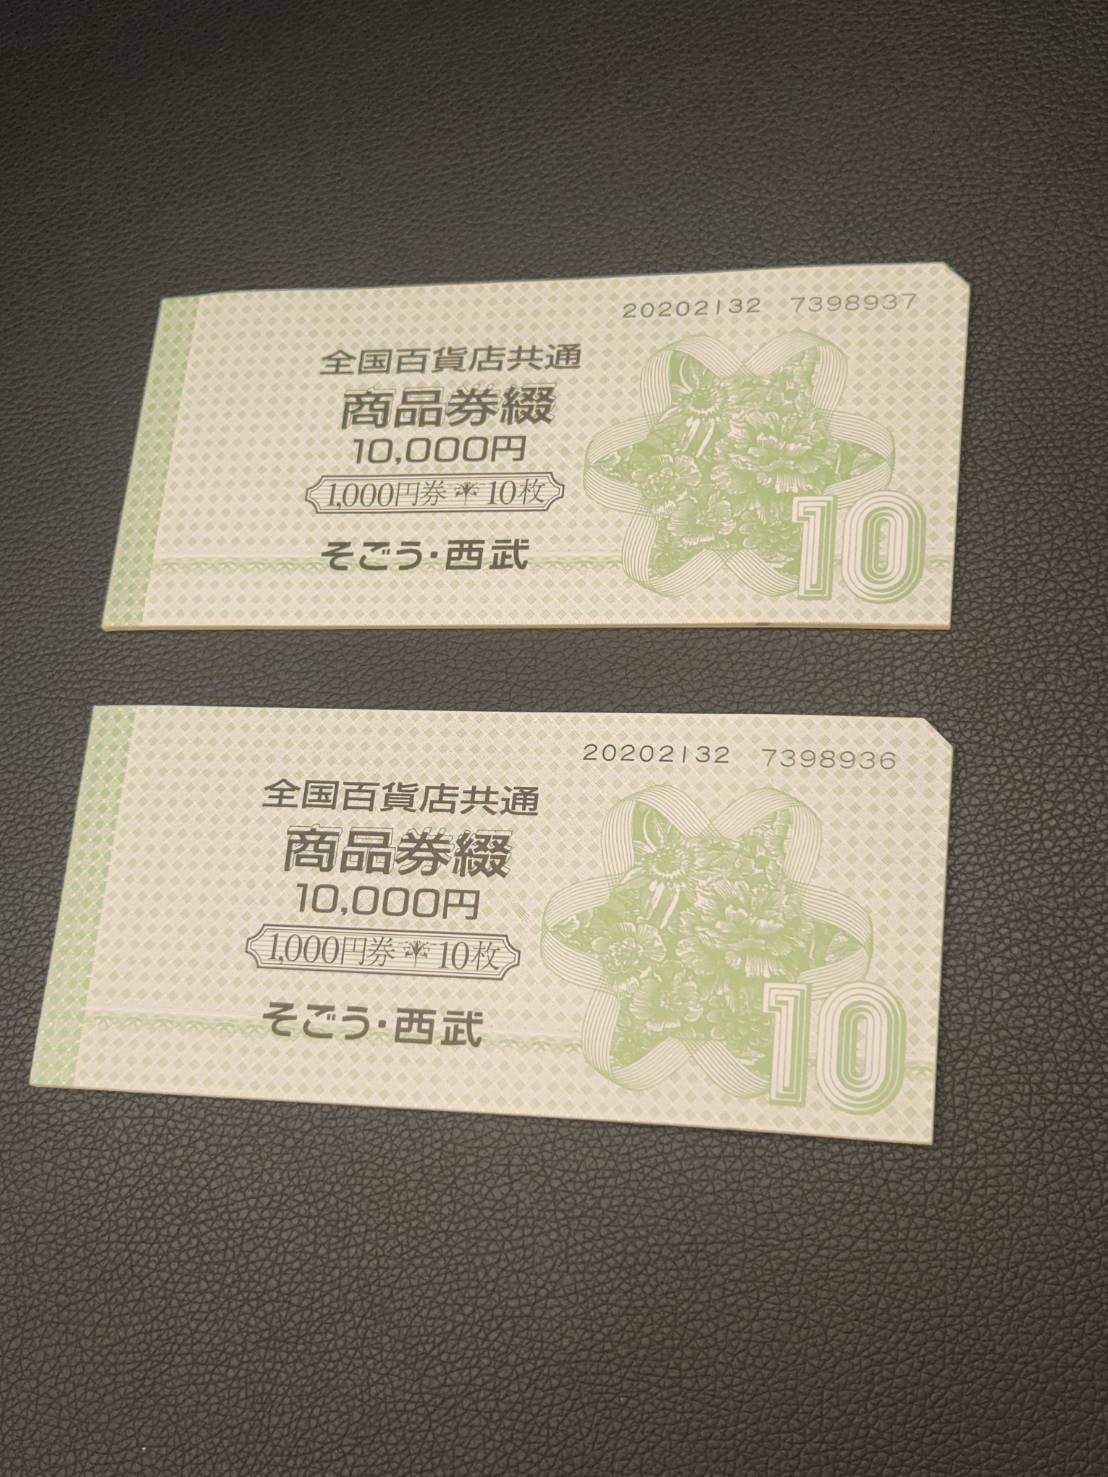 20202132 7398937
全国百貨店共通
商品券綴
10,000円
1,000円券 10枚
そごう・西武
10
20202132 7398936
全国百貨店共通
商品券綴
10,000円
1,000円券 10枚
そごう・西武
10